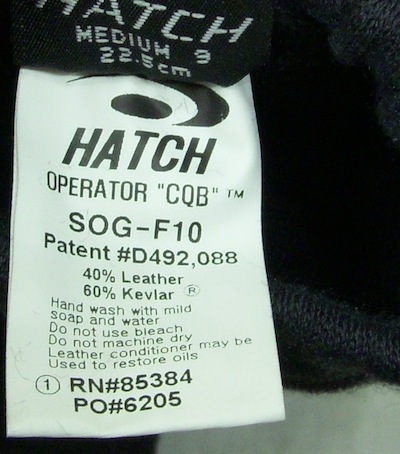 HATCH
MEDIUM 9
22.5cm
HATCH
OPERATOR "CQB" ™
SOG-F10
Patent #D492,088
40% Leather
60% Kevlar ®
Hand wash with mild
soap and water
Do not use bleach
Do not machine dry
Leather conditioner may be
Used to restore oils
① RN#85384
PO#6205